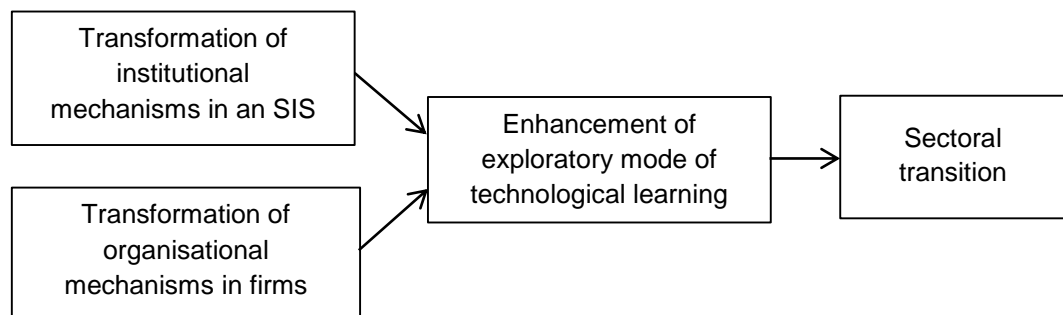 Transformation of
institutional
mechanisms in an SIS
Transformation of
organisational
mechanisms in firms
Enhancement of
exploratory mode of
technological learning
Sectoral
transition